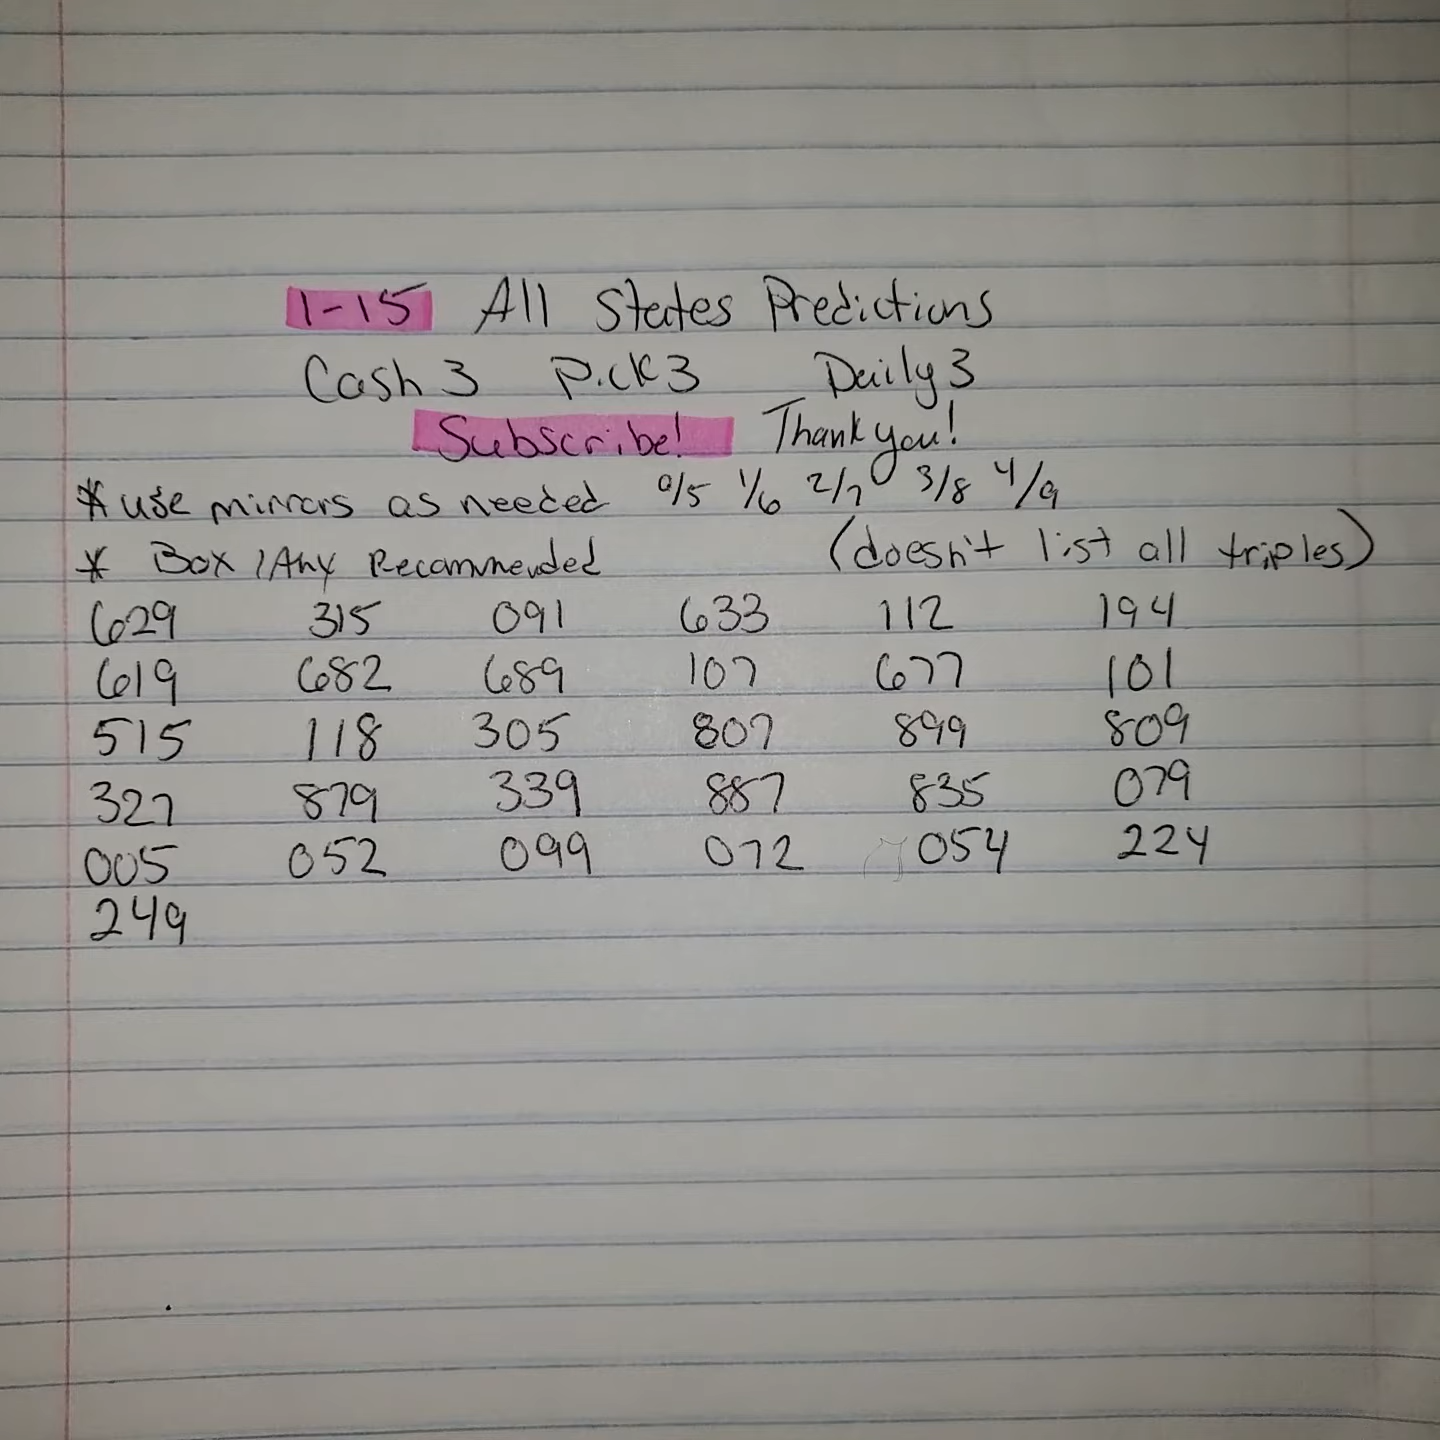 1-15 All States Predictions
Cash 3 Pick 3 Daily 3
Subscribe! Thank you!
* use mirrors as needed 0/5 1/6 2/7 3/8 4/9
* Box / Any Recommended (doesn't list all triples)
629 315 091 633 112 194
619 682 689 107 677 101
515 118 305 807 899 809
327 879 339 887 835 079
005 052 099 072 054 224
249